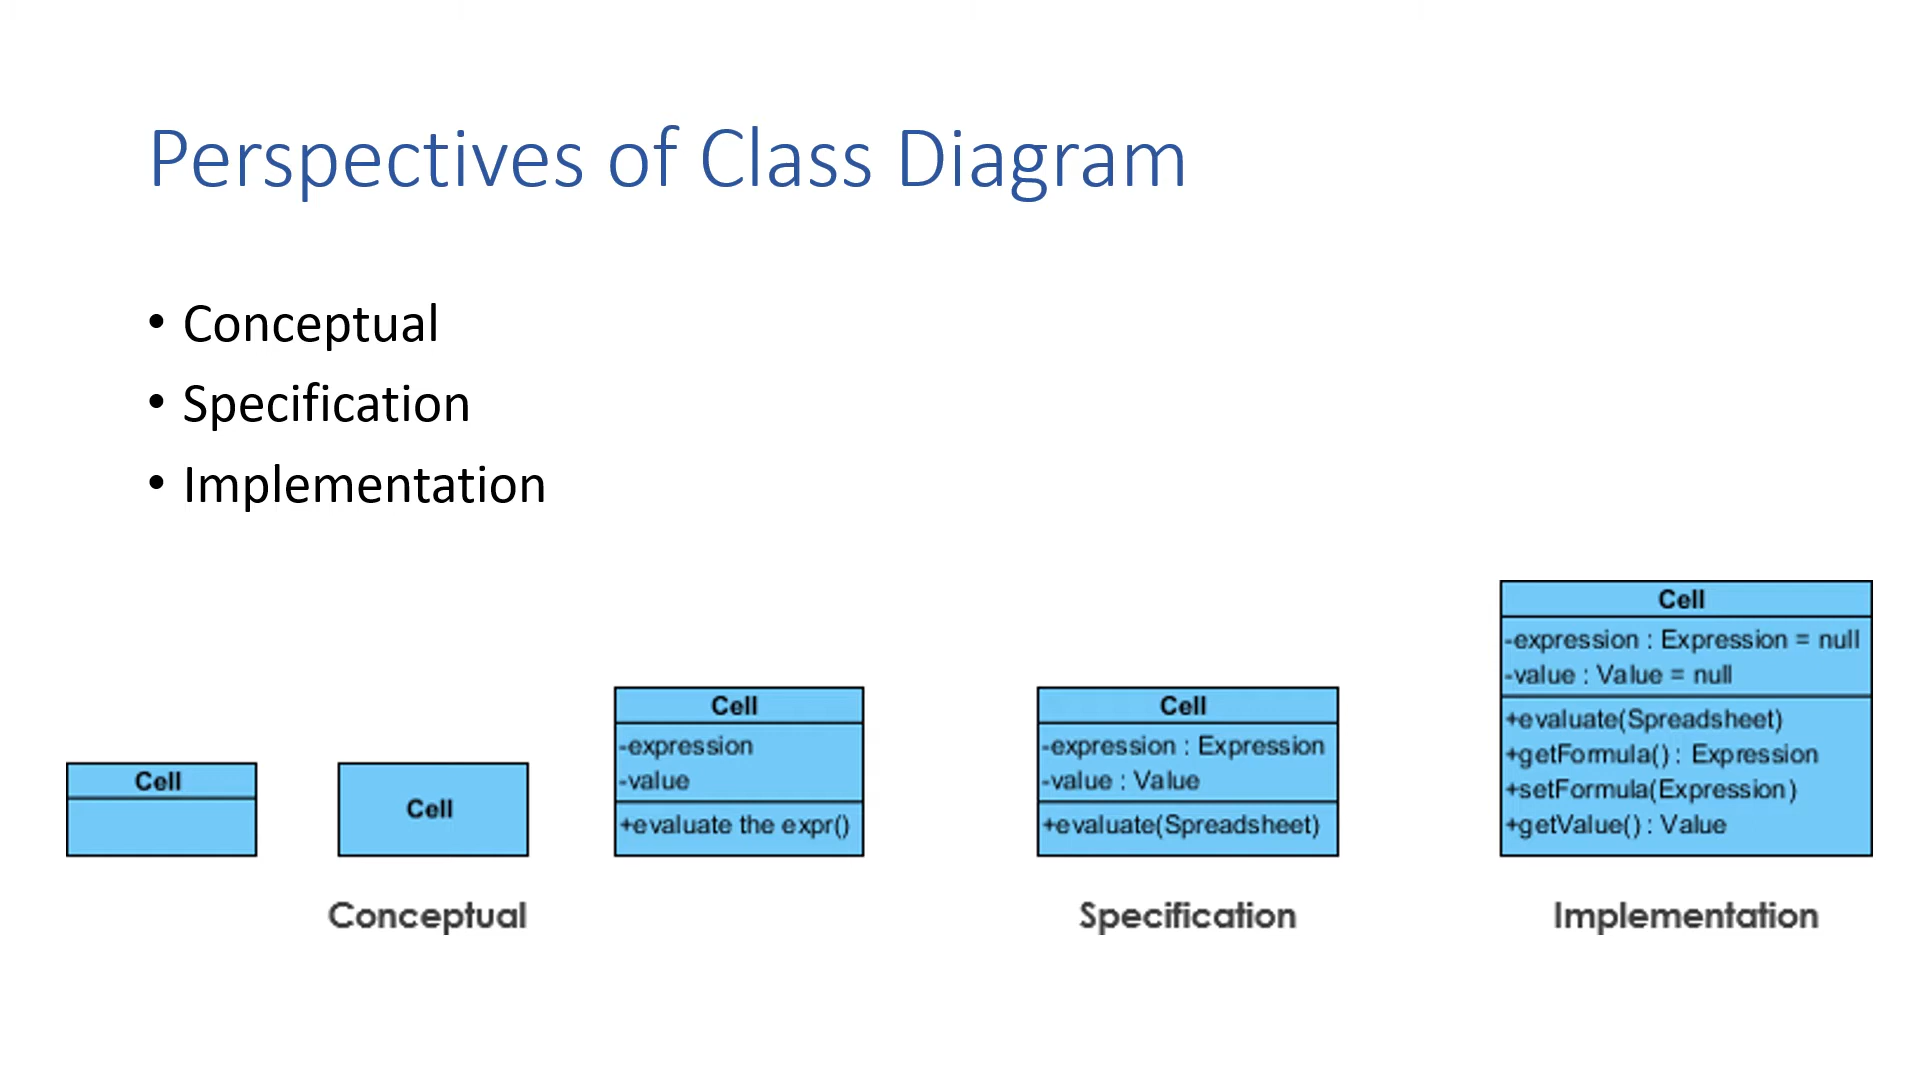 Perspectives of Class Diagram
• Conceptual
• Specification
• Implementation
Cell
Cell
Cell
-expression
-value
+evaluate the expr()
Conceptual
Cell
-expression : Expression
-value : Value
+evaluate(Spreadsheet)
Specification
Cell
-expression : Expression = null
-value : Value = null
+evaluate(Spreadsheet)
+getFormula() : Expression
+setFormula(Expression)
+getValue() : Value
Implementation